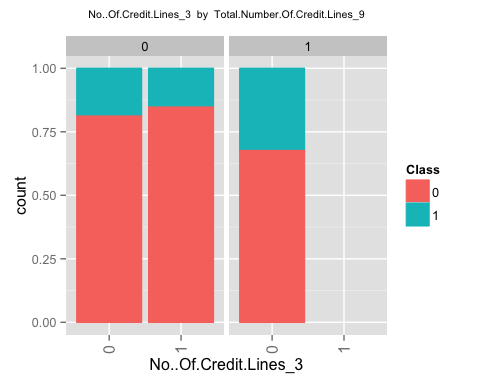 No..Of.Credit.Lines_3 by Total.Number.Of.Credit.Lines_9
0 1
1.00
0.75
0.50
0.25
0.00
count
0 1 0 1
No..Of.Credit.Lines_3
Class
0
1